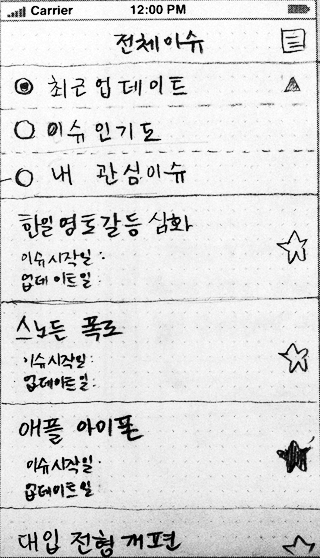 Carrier 12:00 PM
전체이슈
최근 업데이트
이슈 인기도
내 관심이슈
한일 영토갈등 심화
이슈시작일 :
업데이트일 :
스노든 폭로
이슈시작일 :
업데이트일 :
애플 아이폰
이슈시작일 :
업데이트일 :
대입 전형 개편